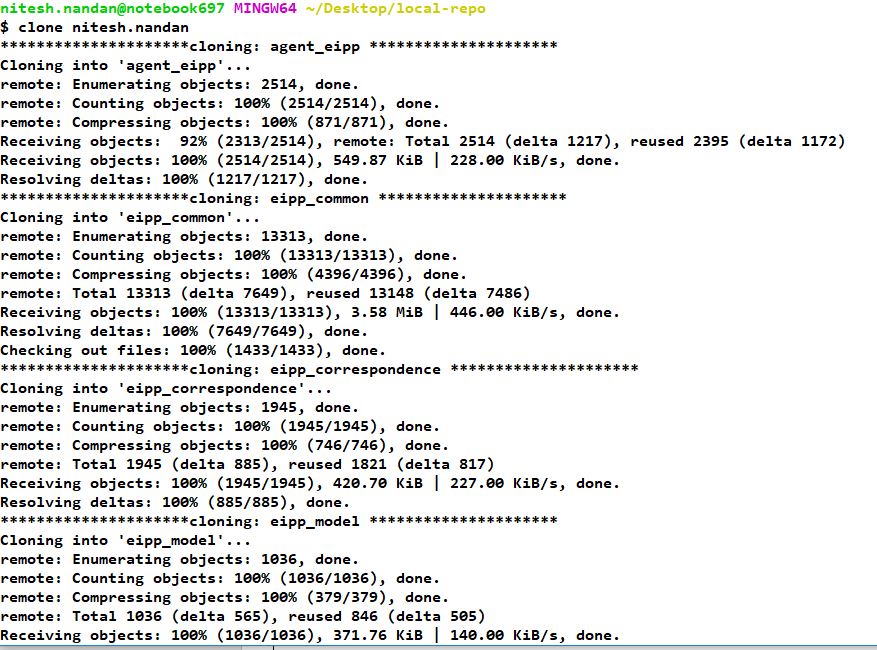 nitesh.nandan@notebook697 MINGW64 ~/Desktop/local-repo
$ clone nitesh.nandan
*********************cloning: agent_eipp *********************
Cloning into 'agent_eipp'...
remote: Enumerating objects: 2514, done.
remote: Counting objects: 100% (2514/2514), done.
remote: Compressing objects: 100% (871/871), done.
Receiving objects:  92% (2313/2514), remote: Total 2514 (delta 1217), reused 2395 (delta 1172)
Receiving objects: 100% (2514/2514), 549.87 KiB | 228.00 KiB/s, done.
Resolving deltas: 100% (1217/1217), done.
*********************cloning: eipp_common *********************
Cloning into 'eipp_common'...
remote: Enumerating objects: 13313, done.
remote: Counting objects: 100% (13313/13313), done.
remote: Compressing objects: 100% (4396/4396), done.
remote: Total 13313 (delta 7649), reused 13148 (delta 7486)
Receiving objects: 100% (13313/13313), 3.58 MiB | 446.00 KiB/s, done.
Resolving deltas: 100% (7649/7649), done.
Checking out files: 100% (1433/1433), done.
*********************cloning: eipp_correspondence *********************
Cloning into 'eipp_correspondence'...
remote: Enumerating objects: 1945, done.
remote: Counting objects: 100% (1945/1945), done.
remote: Compressing objects: 100% (746/746), done.
remote: Total 1945 (delta 885), reused 1821 (delta 817)
Receiving objects: 100% (1945/1945), 420.70 KiB | 227.00 KiB/s, done.
Resolving deltas: 100% (885/885), done.
*********************cloning: eipp_model *********************
Cloning into 'eipp_model'...
remote: Enumerating objects: 1036, done.
remote: Counting objects: 100% (1036/1036), done.
remote: Compressing objects: 100% (379/379), done.
remote: Total 1036 (delta 565), reused 846 (delta 505)
Receiving objects: 100% (1036/1036), 371.76 KiB | 140.00 KiB/s, done.